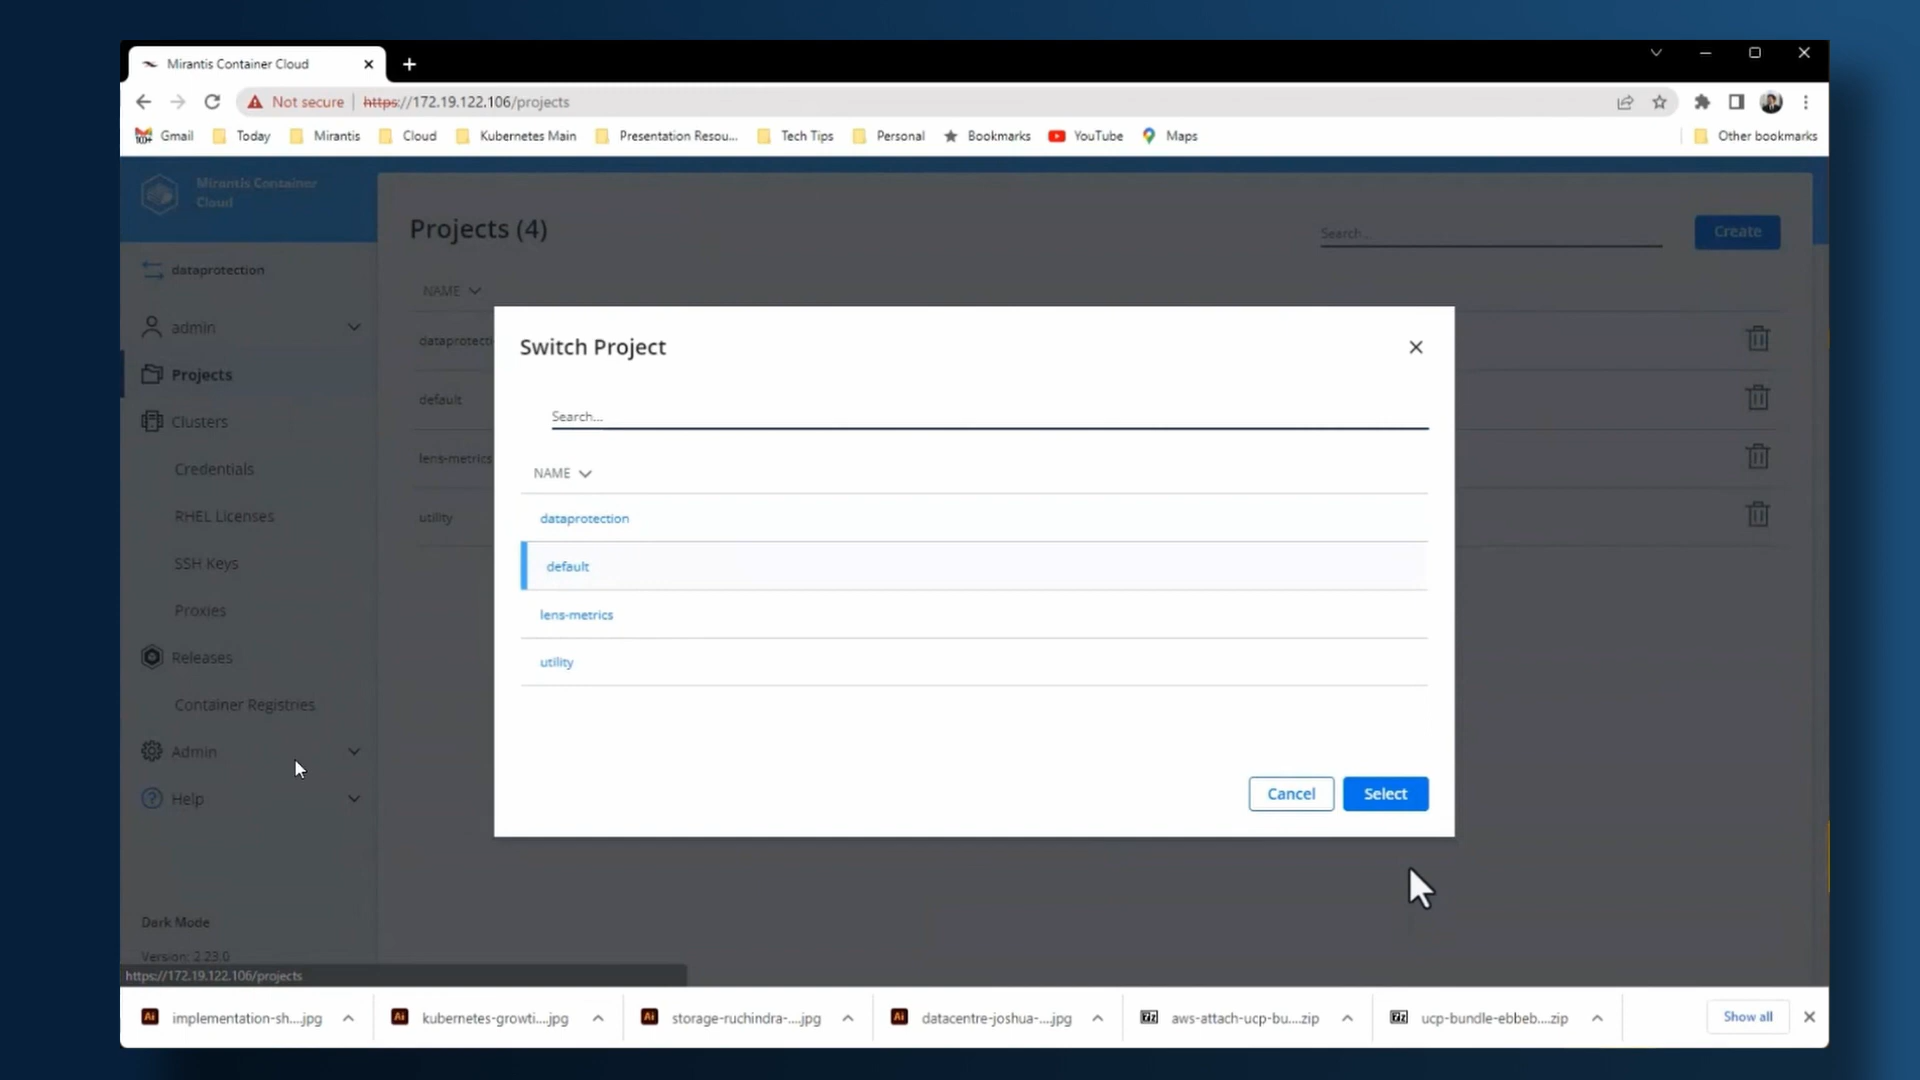 Mirantis Container Cloud
Not secure
https://172.19.122.106/projects
Gmail
Today
Mirantis
Cloud
Kubernetes Main
Presentation Resou...
Tech Tips
Personal
Bookmarks
YouTube
Maps
Other bookmarks
Mirantis Container
Cloud
dataprotection
admin
Projects
Clusters
Credentials
RHEL Licenses
SSH Keys
Proxies
Releases
Container Registries
Admin
Help
Dark Mode
Version: 2.23.0
https://172.19.122.106/projects
Projects (4)
Search...
Create
NAME
dataprotecti
default
lens-metrics
utility
Switch Project
Search...
NAME
dataprotection
default
lens-metrics
utility
Cancel
Select
implementation-sh....jpg
kubernetes-growti....jpg
storage-ruchindra-....jpg
datacentre-joshua-....jpg
aws-attach-ucp-bu....zip
ucp-bundle-ebbeb....zip
Show all